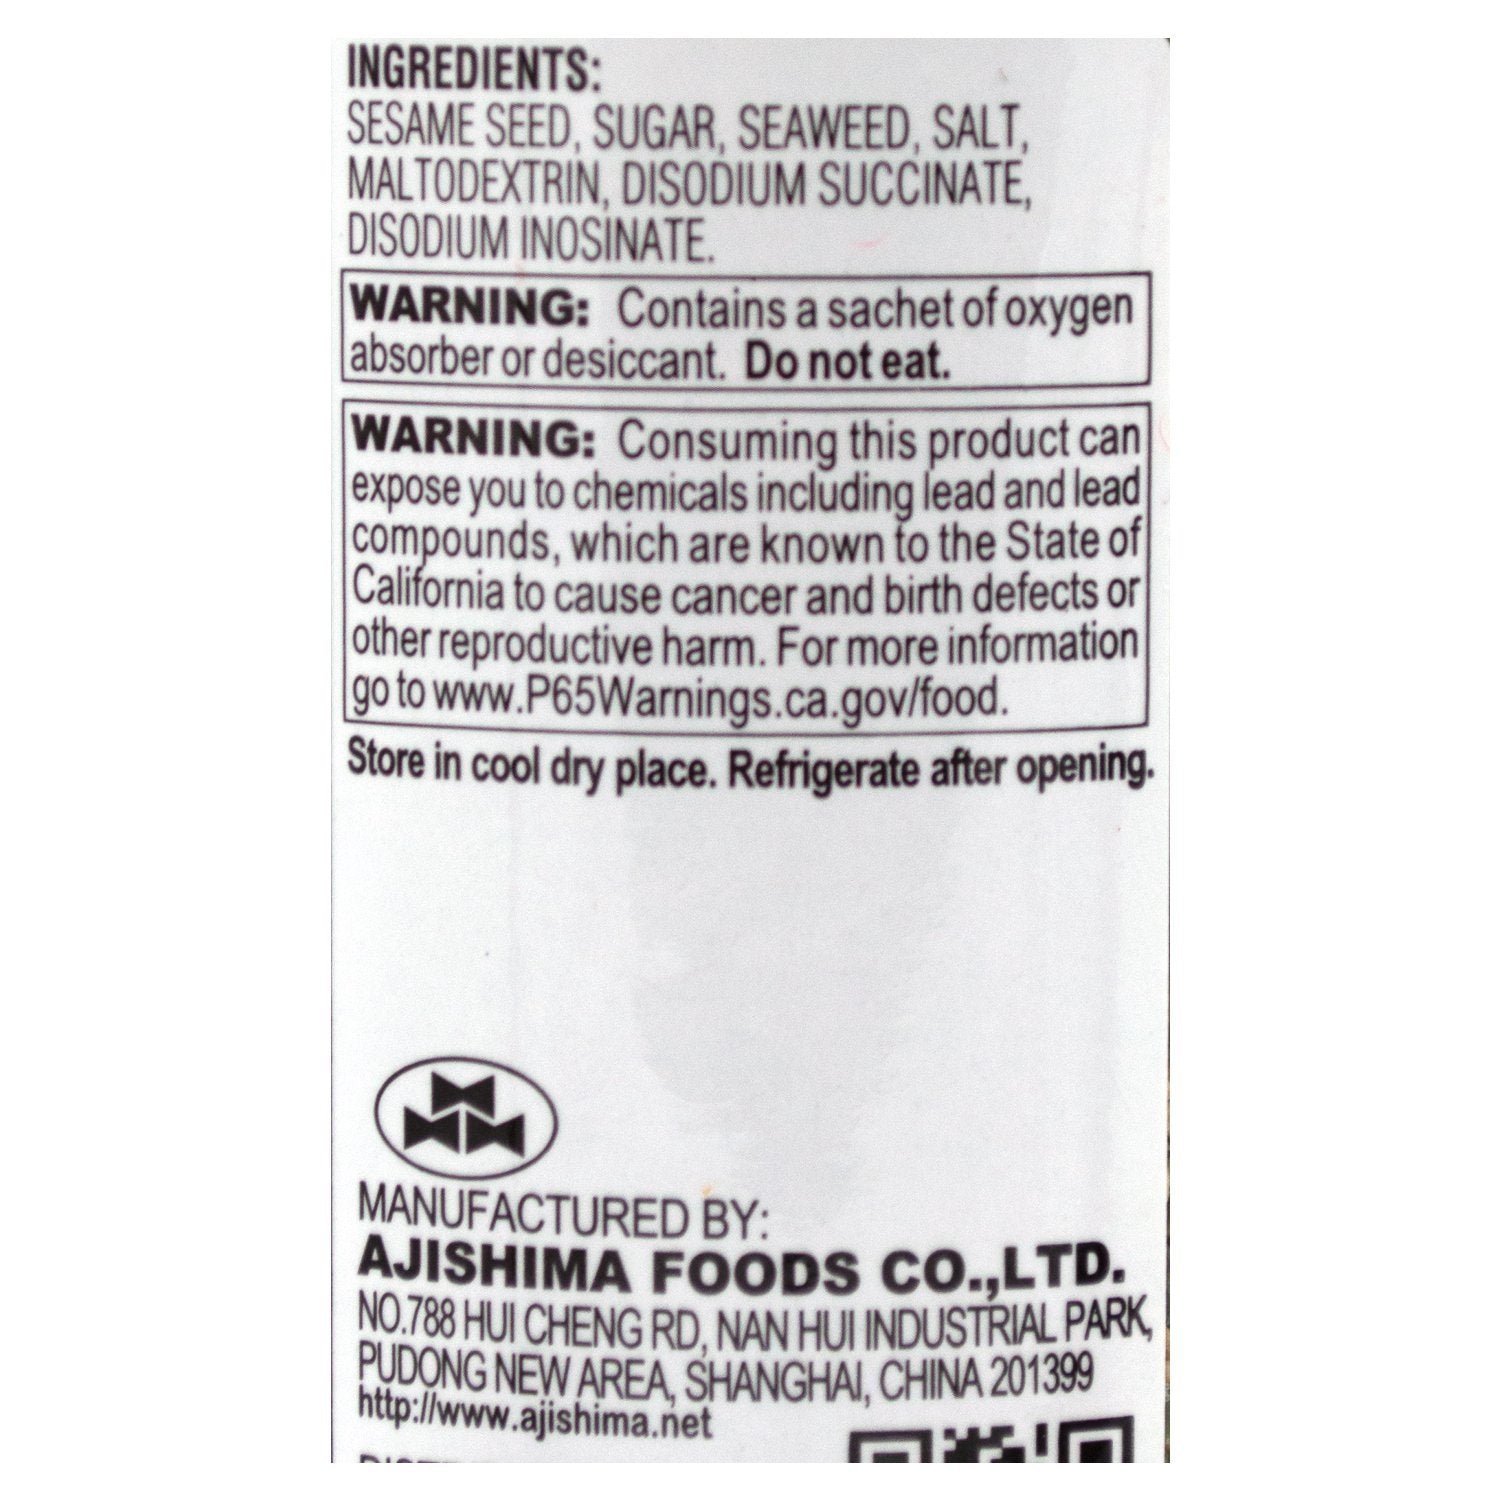 INGREDIENTS:
SESAME SEED, SUGAR, SEAWEED, SALT,
MALTODEXTRIN, DISODIUM SUCCINATE,
DISODIUM INOSINATE.
WARNING: Contains a sachet of oxygen
absorber or desiccant. Do not eat.
WARNING: Consuming this product can
expose you to chemicals including lead and lead
compounds, which are known to the State of
California to cause cancer and birth defects or
other reproductive harm. For more information
go to www.P65Warnings.ca.gov/food.
Store in cool dry place. Refrigerate after opening.
MANUFACTURED BY:
AJISHIMA FOODS CO.,LTD.
NO.788 HUI CHENG RD, NAN HUI INDUSTRIAL PARK,
PUDONG NEW AREA, SHANGHAI, CHINA 201399
http://www.ajishima.net